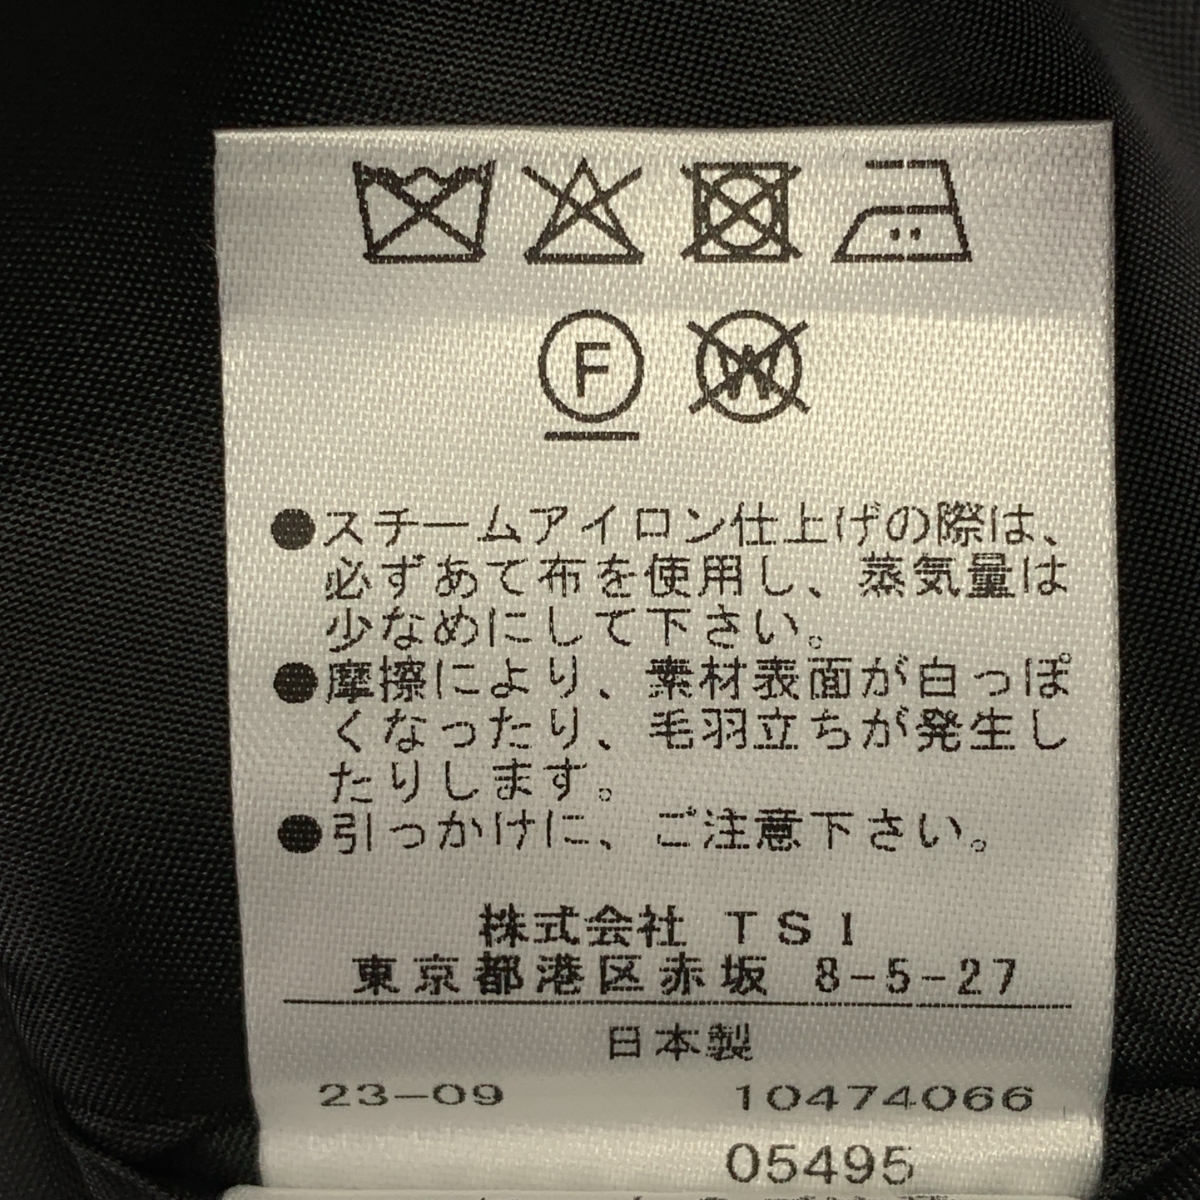 F W
●スチームアイロン仕上げの際は、
必ずあて布を使用し、蒸気量は
少なめにして下さい。
●摩擦により、素材表面が白っぽ
くなったり、毛羽立ちが発生し
たりします。
●引っかけに、ご注意下さい。
株式会社 TSI
東京都港区赤坂 8-5-27
日本製
23-09 10474066
05495